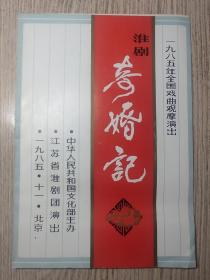 一九八五年全国戏曲观摩演出
淮剧
奇婚記
·中华人民共和国文化部主办
·江苏省淮剧团演出
·一九八五·十一·北京·